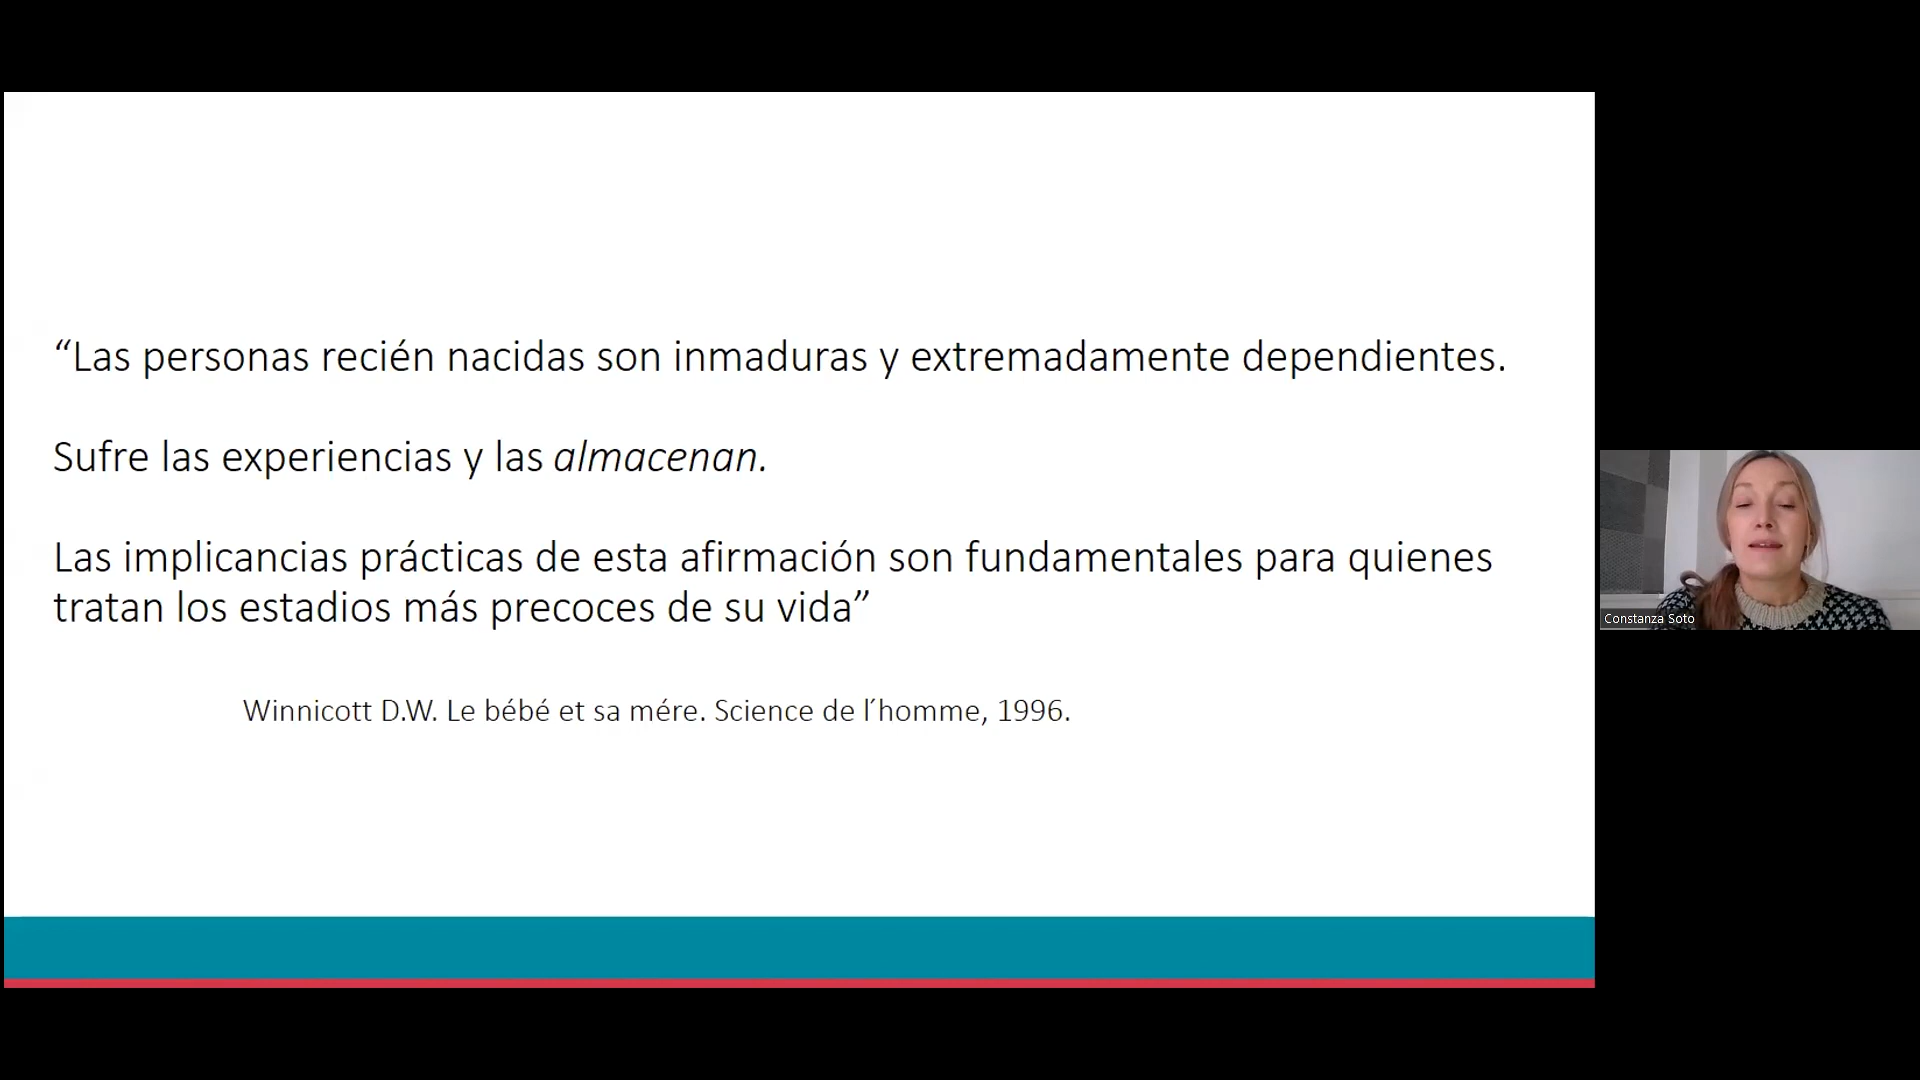 “Las personas recién nacidas son inmaduras y extremadamente dependientes.
Sufre las experiencias y las almacenan.
Las implicancias prácticas de esta afirmación son fundamentales para quienes
tratan los estadios más precoces de su vida”
Winnicott D.W. Le bébé et sa mére. Science de l´homme, 1996.
Constanza Soto